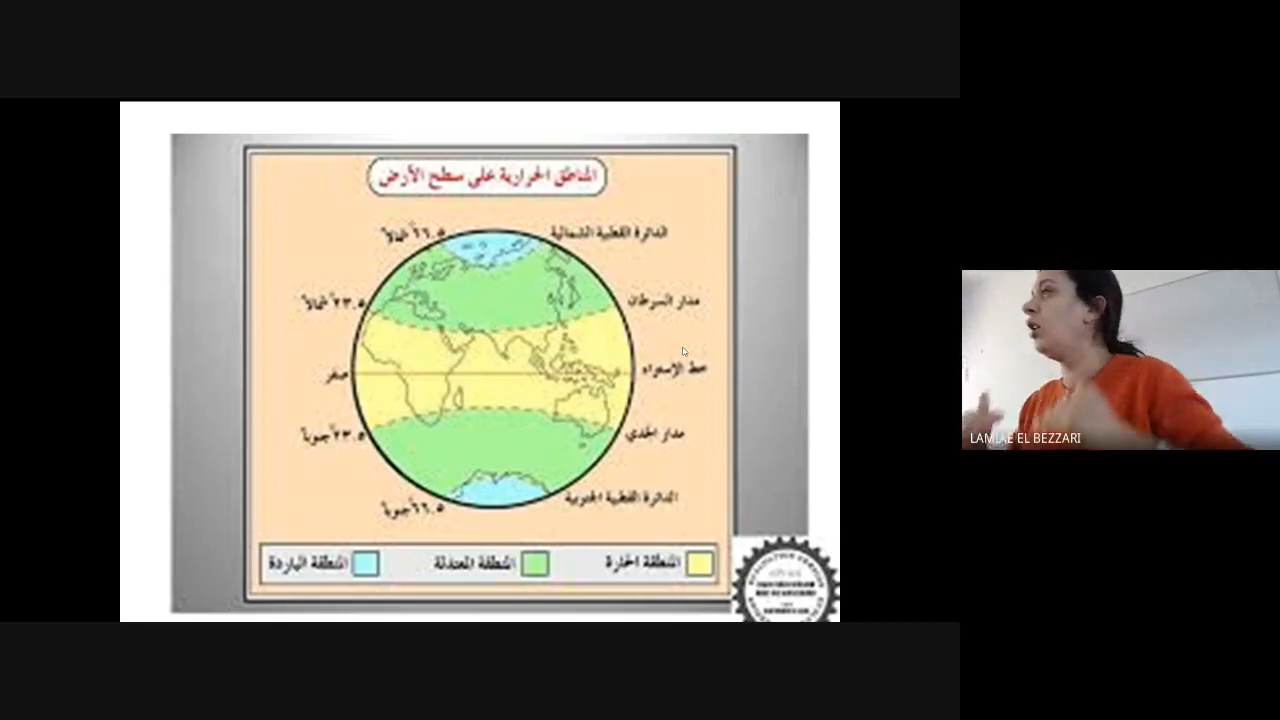 المناطق الحرارية على سطح الأرض
الدائرة القطبية الشمالية
٦٦.٥ شمالاً
مدار السرطان
٢٣.٥ شمالاً
خط الإستواء
صفر
مدار الجدي
٢٣.٥ جنوباً
الدائرة القطبية الجنوبية
٦٦.٥ جنوباً
المنطقة الحارة
المنطقة المعتدلة
المنطقة الباردة
LAMIAE EL BEZZARI